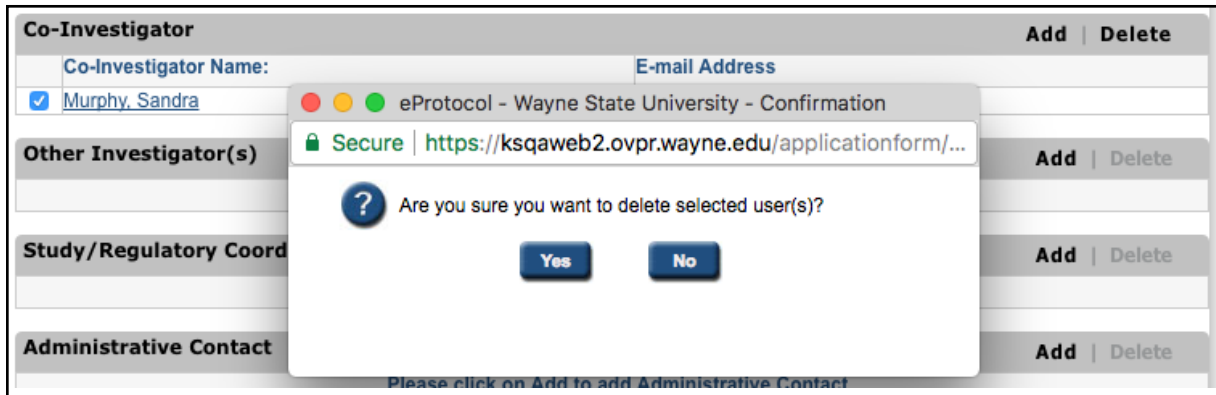 Co-Investigator Add | Delete
Co-Investigator Name: E-mail Address
Murphy, Sandra
eProtocol - Wayne State University - Confirmation
Secure | https://ksqaweb2.ovpr.wayne.edu/applicationform/...
Other Investigator(s) Add | Delete
? Are you sure you want to delete selected user(s)?
Study/Regulatory Coord Add | Delete
Yes No
Administrative Contact Add | Delete
Please click on Add to add Administrative Contact